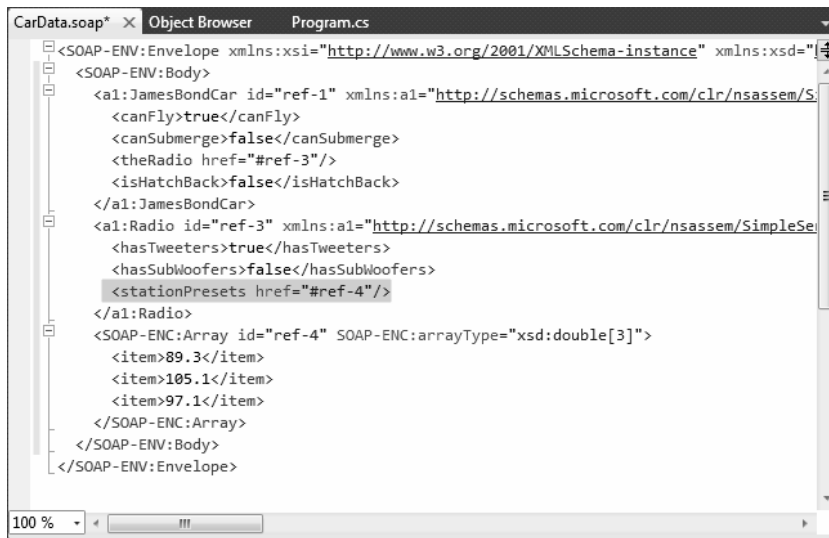 CarData.soap* Object Browser Program.cs
<SOAP-ENV:Envelope xmlns:xsi="http://www.w3.org/2001/XMLSchema-instance" xmlns:xsd="
<SOAP-ENV:Body>
<a1:JamesBondCar id="ref-1" xmlns:a1="http://schemas.microsoft.com/clr/nsassem/S
<canFly>true</canFly>
<canSubmerge>false</canSubmerge>
<theRadio href="#ref-3"/>
<isHatchBack>false</isHatchBack>
</a1:JamesBondCar>
<a1:Radio id="ref-3" xmlns:a1="http://schemas.microsoft.com/clr/nsassem/SimpleSe
<hasTweeters>true</hasTweeters>
<hasSubWoofers>false</hasSubWoofers>
<stationPresets href="#ref-4"/>
</a1:Radio>
<SOAP-ENC:Array id="ref-4" SOAP-ENC:arrayType="xsd:double[3]">
<item>89.3</item>
<item>105.1</item>
<item>97.1</item>
</SOAP-ENC:Array>
</SOAP-ENV:Body>
</SOAP-ENV:Envelope>
100 %